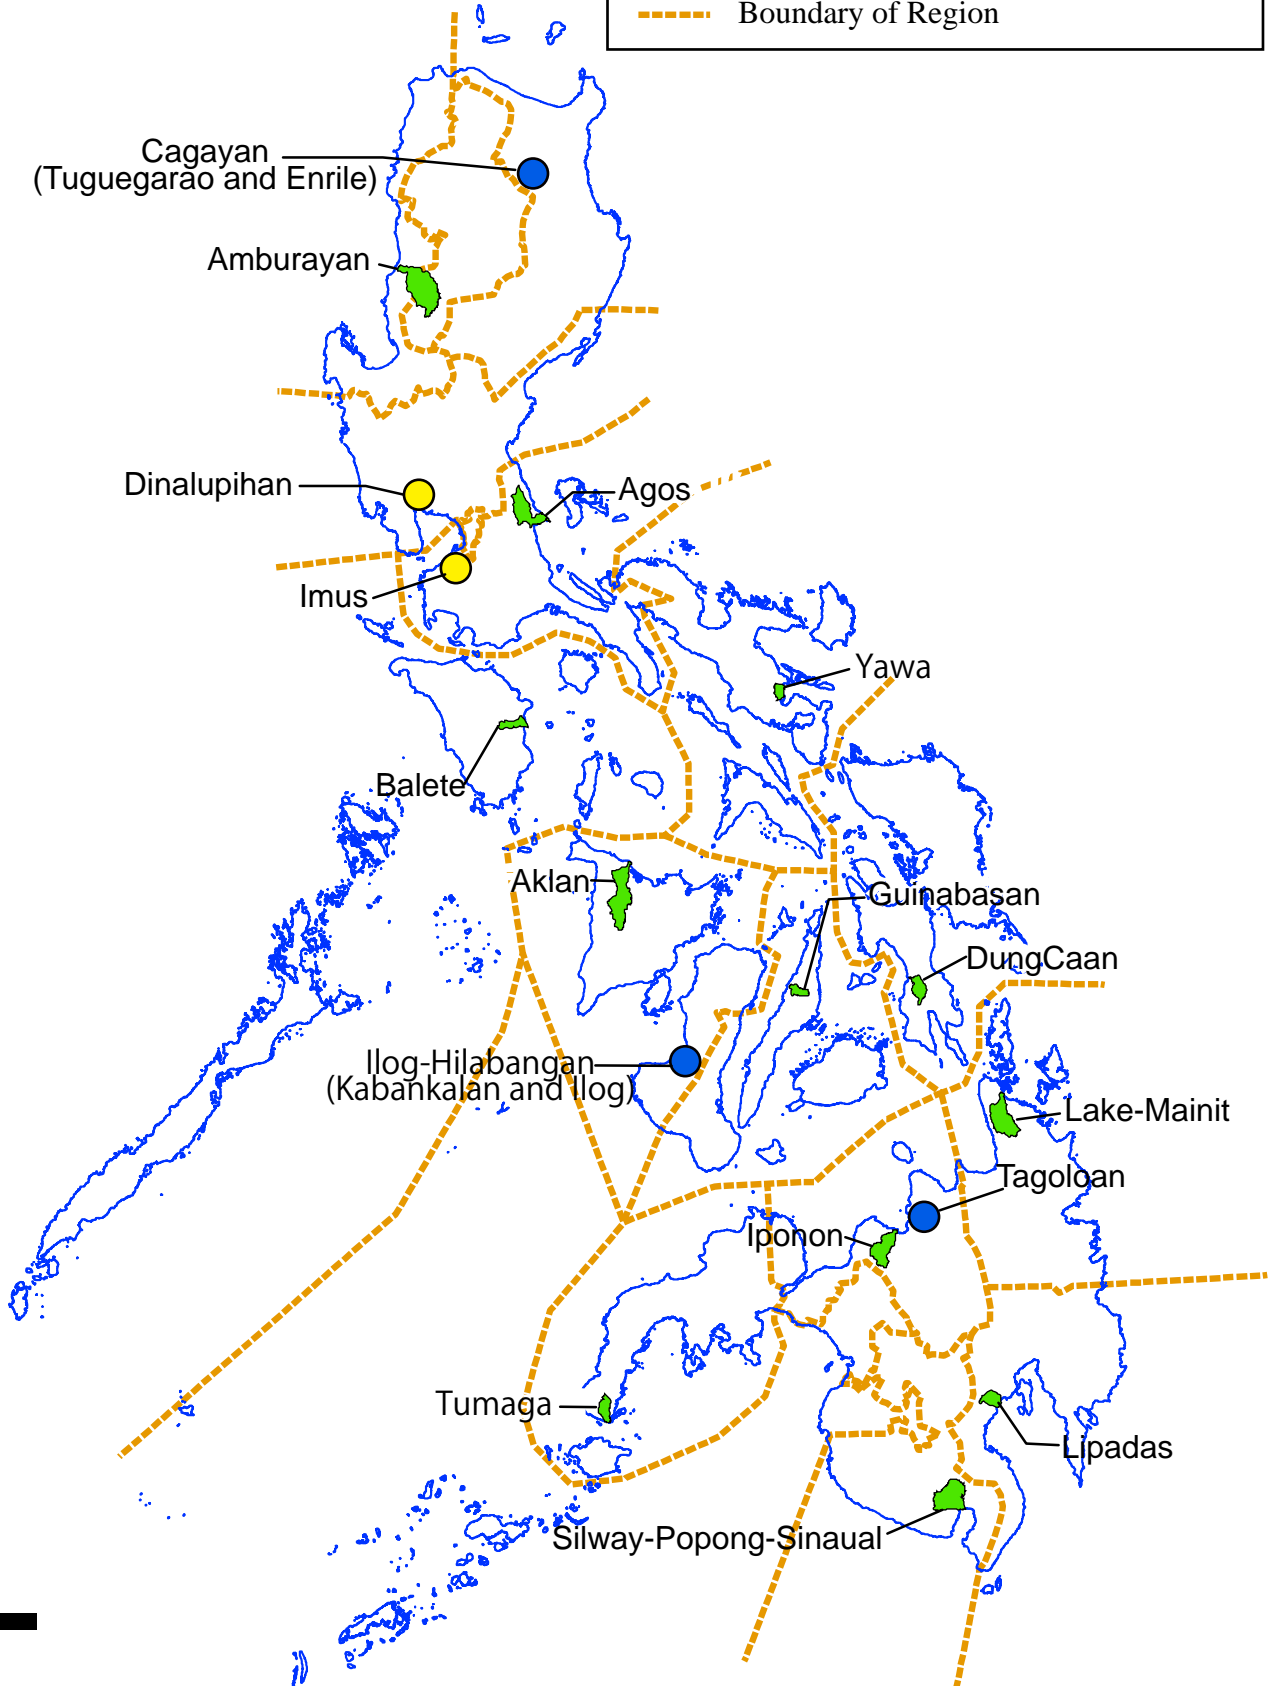 Boundary of Region
Cagayan
(Tuguegarao and Enrile)
Amburayan
Dinalupihan
Agos
Imus
Yawa
Balete
Aklan
Guinabasan
DungCaan
Ilog-Hilabangan
(Kabankalan and Ilog)
Lake-Mainit
Tagoloan
Iponon
Tumaga
Lipadas
Silway-Popong-Sinaual